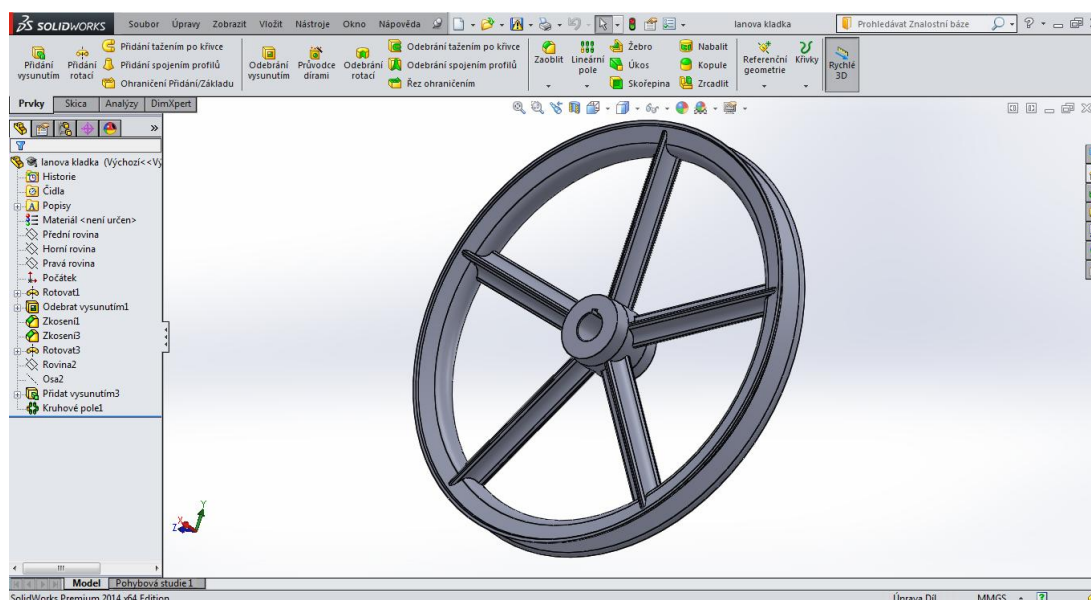 SOLIDWORKS Soubor Úpravy Zobrazit Vložit Nástroje Okno Nápověda lanova kladka Prohledávat Znalostní báze
Přidání vysunutím
Přidání rotací
Přidání tažením po křivce
Přidání spojením profilů
Ohraničení Přidání/Základu
Odebrání vysunutím
Průvodce dírami
Odebrání rotací
Odebrání tažením po křivce
Odebrání spojením profilů
Řez ohraničením
Zaoblit
Lineární pole
Žebro
Úkos
Skořepina
Nabalit
Kopule
Zrcadlit
Referenční geometrie
Křivky
Rychlé 3D
Prvky Skica Analýzy DimXpert
lanova kladka (Výchozí<<Vý
Historie
Čidla
Popisy
Materiál <není určen>
Přední rovina
Horní rovina
Pravá rovina
Počátek
Rotovat1
Odebrat vysunutím1
Zkosení1
Zkosení3
Rotovat3
Rovina2
Osa2
Přidat vysunutím3
Kruhové pole1
Y
X
Z
Model Pohybová studie 1
SolidWorks Premium 2014 x64 Edition Úprava Díl MMGS